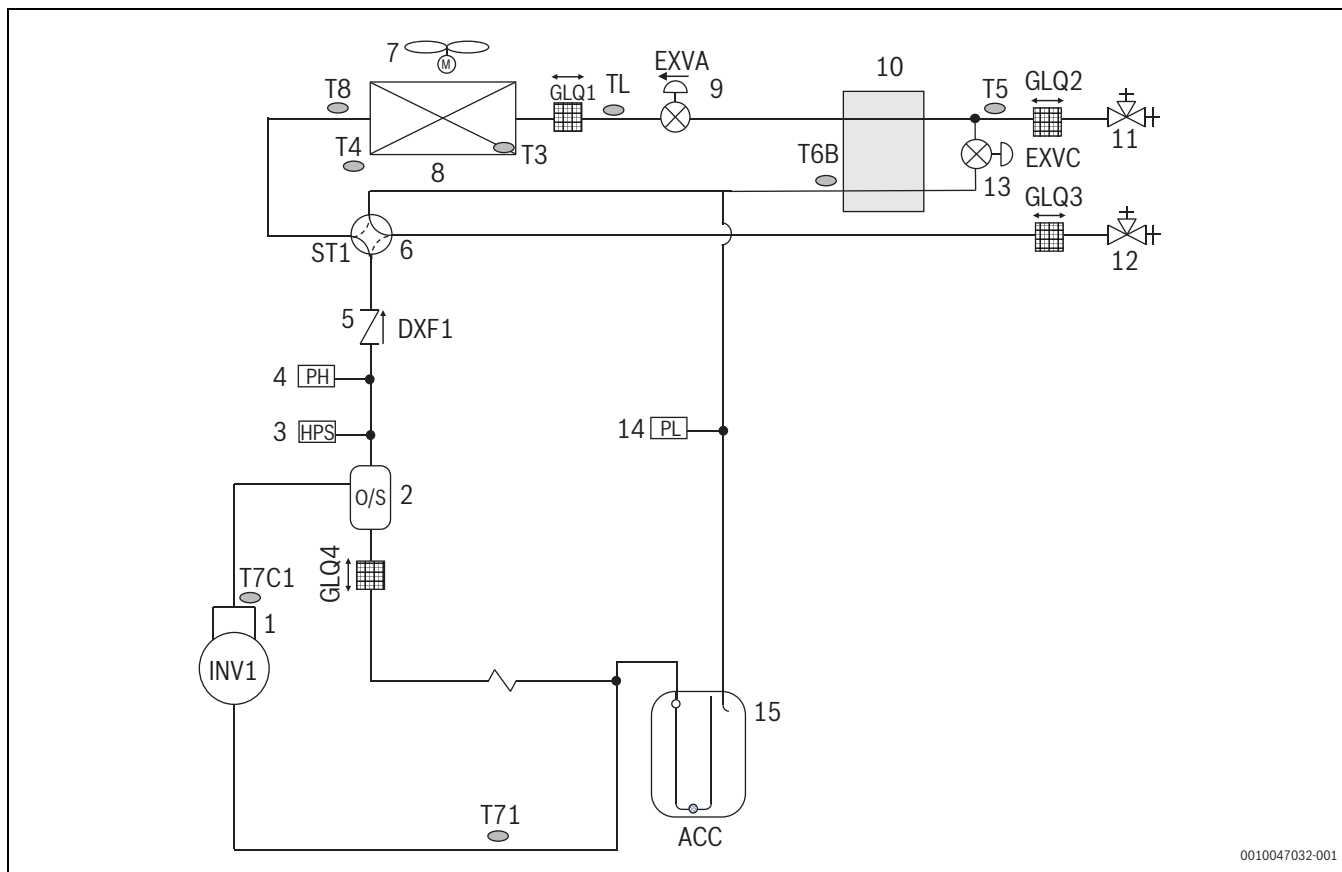 7
M
T8
GLQ1
TL
EXVA
9
10
T5
GLQ2
11
T4
T3
8
T6B
EXVC
13
GLQ3
ST1
6
12
5
DXF1
4
PH
3
HPS
14
PL
O/S
2
GLQ4
T7C1
1
INV1
15
T71
ACC
0010047032-001